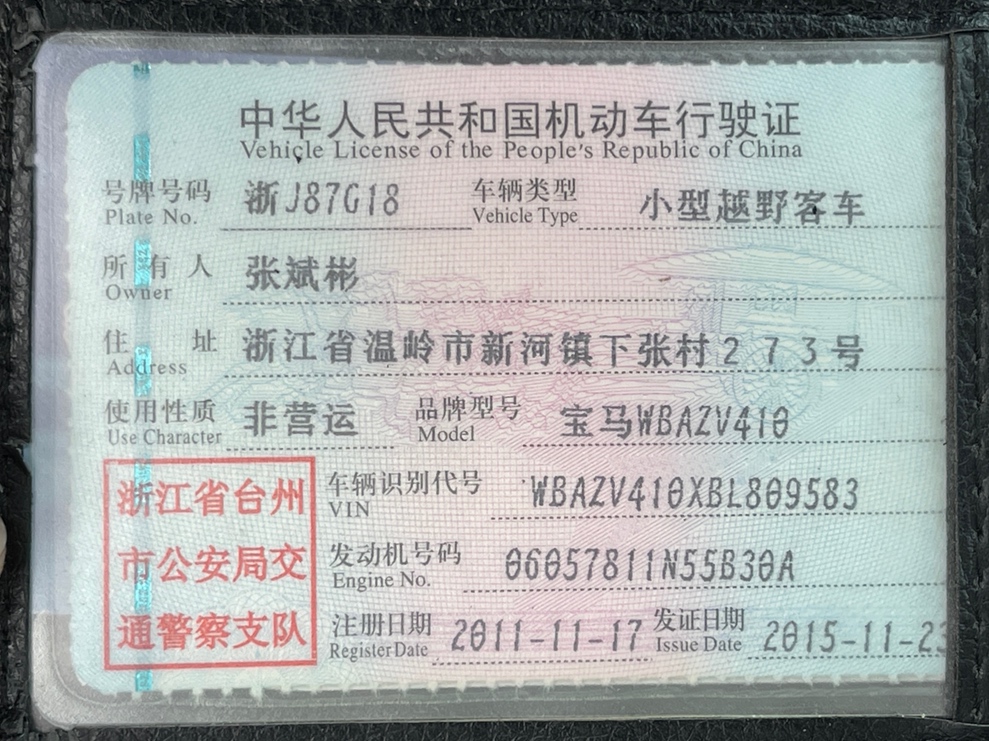 中华人民共和国机动车行驶证
Vehicle License of the People's Republic of China
号牌号码 浙J87G18 车辆类型 小型越野客车
Plate No. Vehicle Type
所有人 张斌彬
Owner
住址 浙江省温岭市新河镇下张村273号
Address
使用性质 非营运 品牌型号 宝马WBAZV410
Use Character Model
浙江省台州
市公安局交
通警察支队
车辆识别代号 WBAZV410XBL809583
VIN
发动机号码 06057811N55B30A
Engine No.
注册日期 2011-11-17 发证日期 2015-11-23
Register Date Issue Date